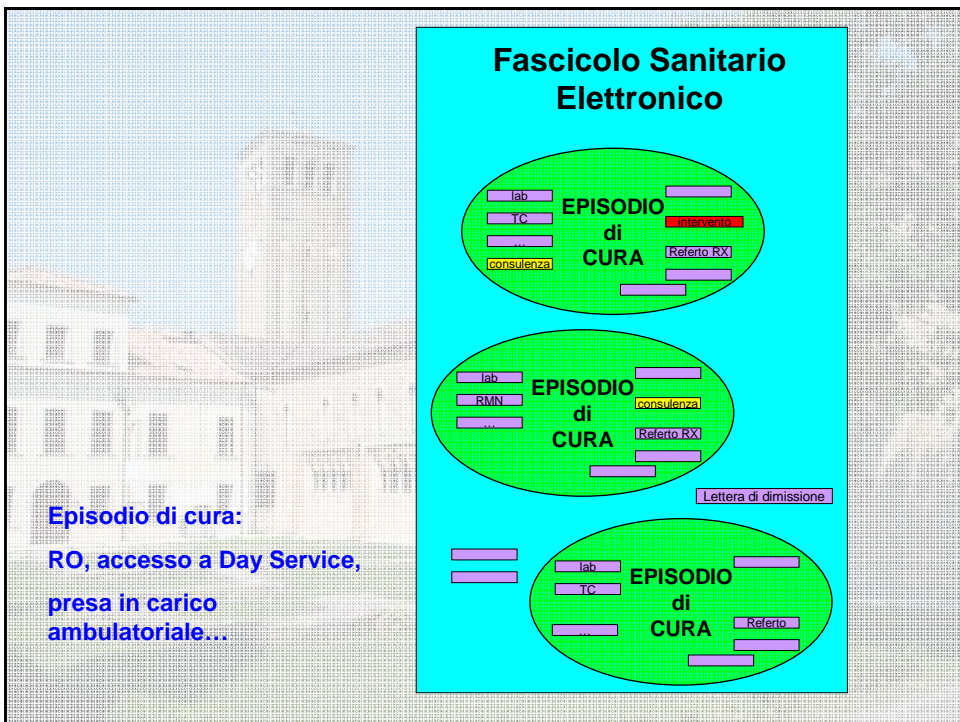 Fascicolo Sanitario
Elettronico
lab
TC
…
consulenza
EPISODIO
di
CURA
intervento
Referto RX
lab
RMN
…
EPISODIO
di
CURA
consulenza
Referto RX
Lettera di dimissione
Episodio di cura:
RO, accesso a Day Service,
presa in carico
ambulatoriale…
lab
TC
…
EPISODIO
di
CURA
Referto